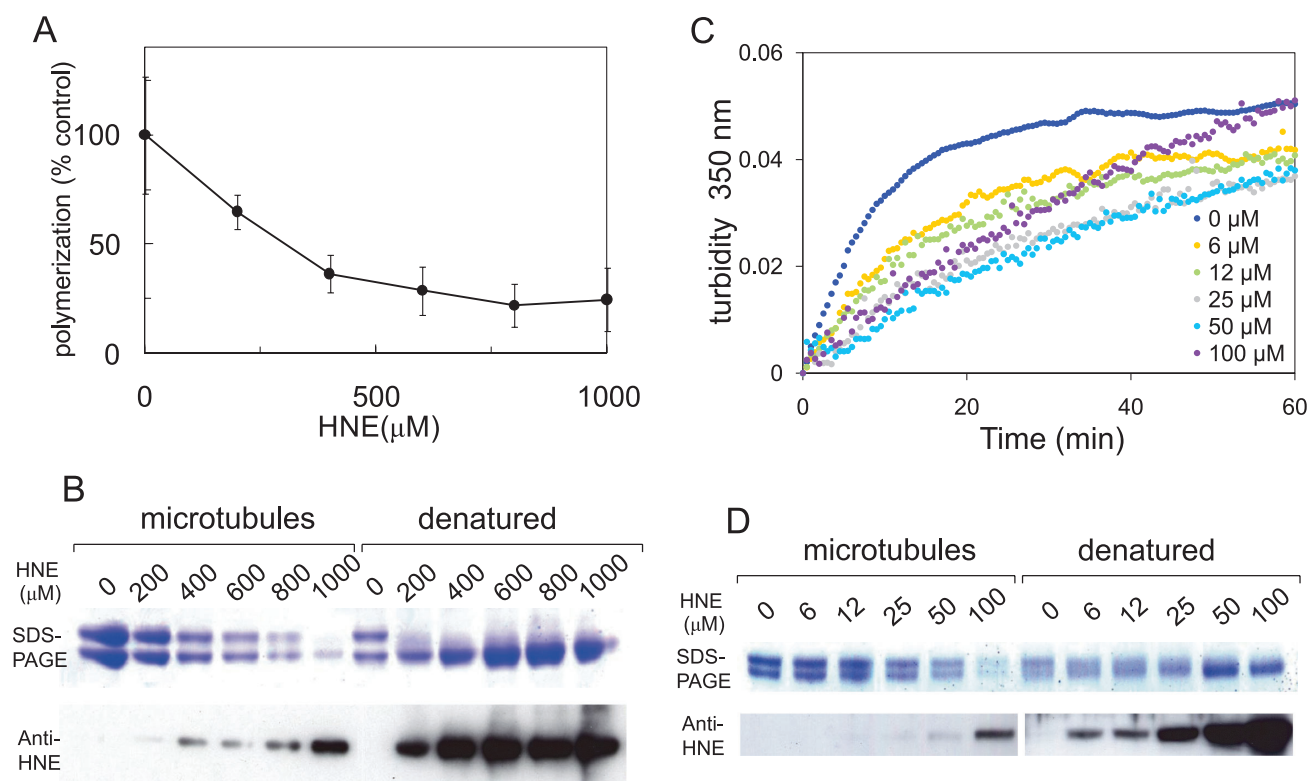 A
polymerization (% control)
100
50
0
0
500
1000
HNE(μM)
C
turbidity 350 nm
0.06
0.04
0.02
0
0
20
40
60
Time (min)
0 μM
6 μM
12 μM
25 μM
50 μM
100 μM
B
microtubules
denatured
HNE
(μM)
0 200 400 600 800 1000 0 200 400 600 800 1000
SDS-
PAGE
Anti-
HNE
D
microtubules
denatured
HNE
(μM)
0 6 12 25 50 100 0 6 12 25 50 100
SDS-
PAGE
Anti-
HNE